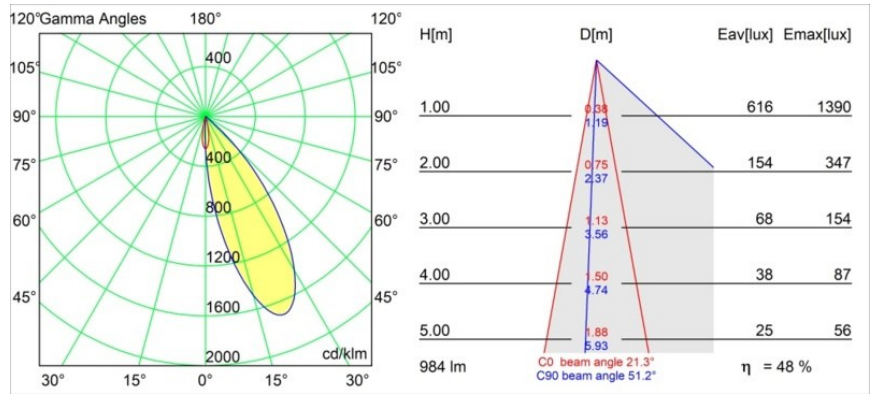 120° Gamma Angles 180° 120°
400
105° 105°
90° 90°
400
75° 75°
800
60° 60°
1200
45° 45°
1600
2000 cd/klm
30° 15° 0° 15° 30°
H[m] D[m] Eav[lux] Emax[lux]
1.00 0.38 616 1390
1.19
2.00 0.75 154 347
2.37
3.00 1.13 68 154
3.56
4.00 1.50 38 87
4.74
5.00 1.88 25 56
5.93
984 lm C0 beam angle 21.3° η = 48 %
C90 beam angle 51.2°